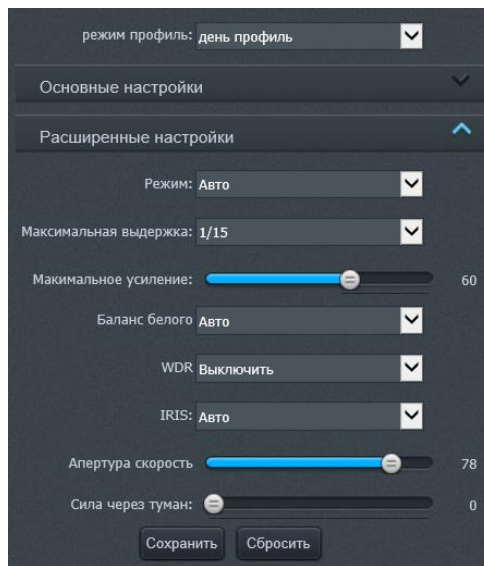 режим профиль: день профиль
Основные настройки
Расширенные настройки
Режим: Авто
Максимальная выдержка: 1/15
Макимальное усиление: 60
Баланс белого Авто
WDR Выключить
IRIS: Авто
Апертура скорость 78
Сила через туман: 0
Сохранить Сбросить